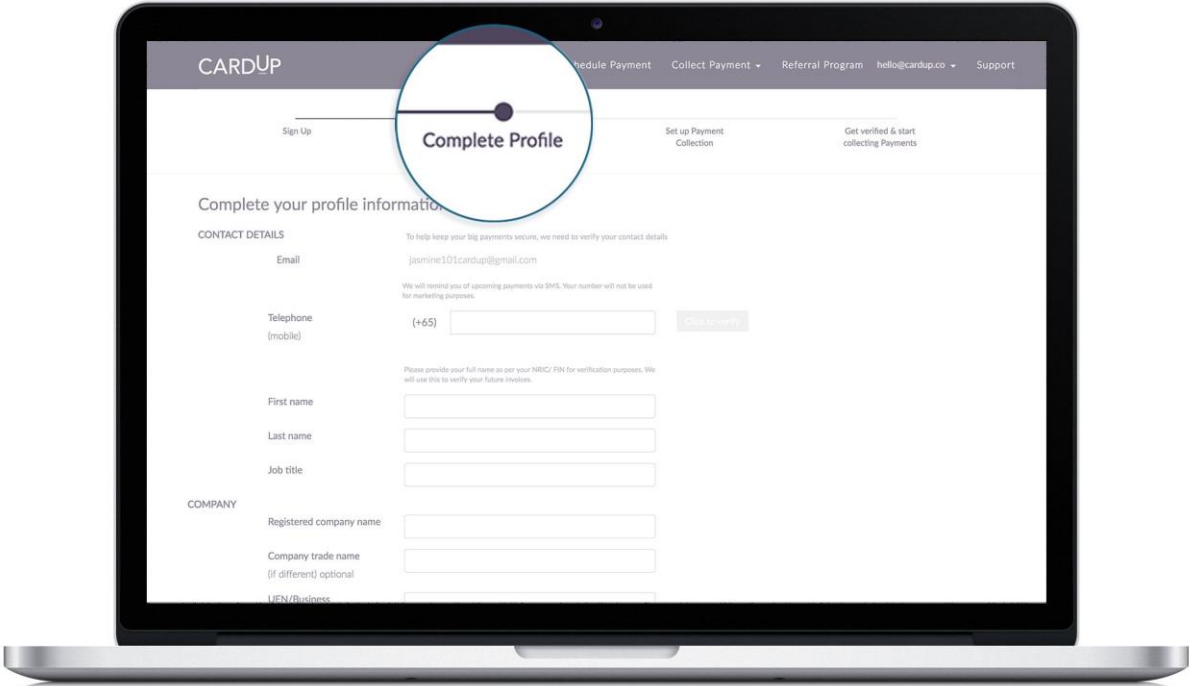 CARDUP
hedule Payment
Collect Payment
Referral Program
hello@cardup.co
Support
Sign Up
Complete Profile
Set up Payment
Collection
Get verified & start
collecting Payments
Complete your profile informatio
CONTACT DETAILS
To help keep your big payments secure, we need to verify your contact details
Email
jasmine101cardup@gmail.com
We will remind you of upcoming payments via SMS. Your number will not be used
for marketing purposes.
Telephone
(mobile)
(+65)
Click to verify
Please provide your full name as per your NRIC/ FIN for verification purposes. We
will use this to verify your future invoices.
First name
Last name
Job title
COMPANY
Registered company name
Company trade name
(if different) optional
UEN/Business